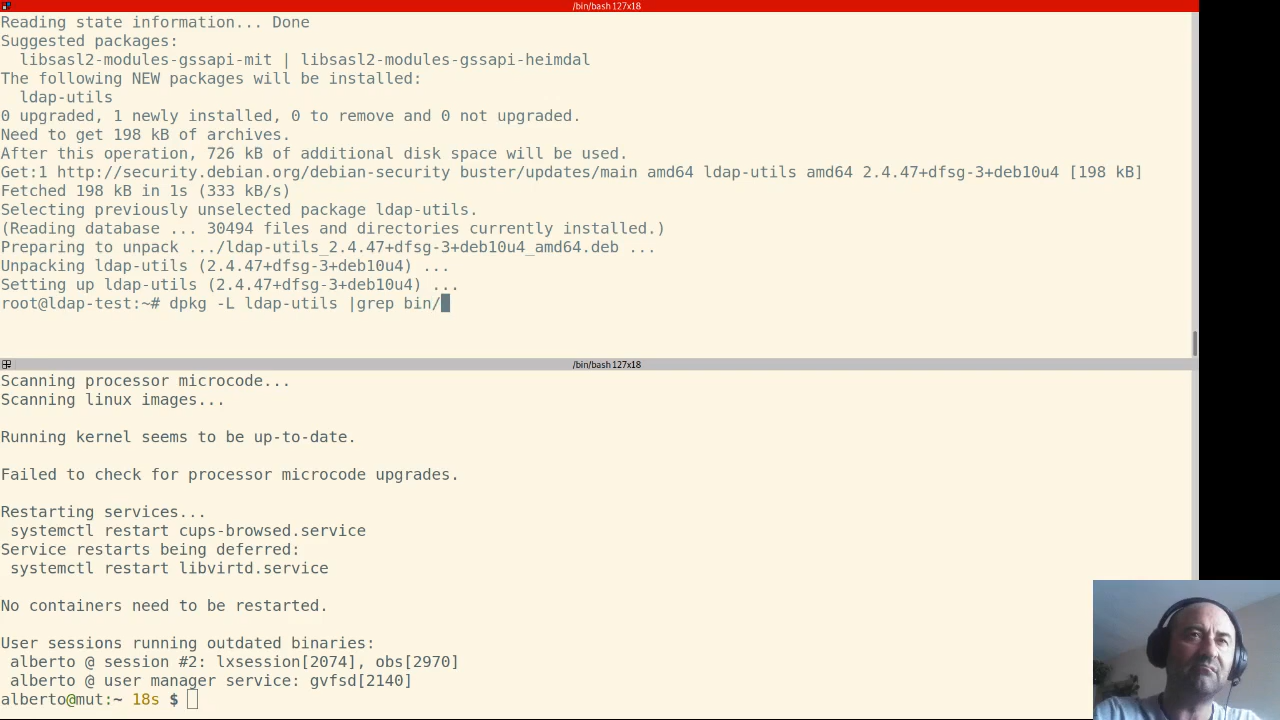 /bin/bash 127x18
Reading state information... Done
Suggested packages:
  libsasl2-modules-gssapi-mit | libsasl2-modules-gssapi-heimdal
The following NEW packages will be installed:
  ldap-utils
0 upgraded, 1 newly installed, 0 to remove and 0 not upgraded.
Need to get 198 kB of archives.
After this operation, 726 kB of additional disk space will be used.
Get:1 http://security.debian.org/debian-security buster/updates/main amd64 ldap-utils amd64 2.4.47+dfsg-3+deb10u4 [198 kB]
Fetched 198 kB in 1s (333 kB/s)
Selecting previously unselected package ldap-utils.
(Reading database ... 30494 files and directories currently installed.)
Preparing to unpack .../ldap-utils_2.4.47+dfsg-3+deb10u4_amd64.deb ...
Unpacking ldap-utils (2.4.47+dfsg-3+deb10u4) ...
Setting up ldap-utils (2.4.47+dfsg-3+deb10u4) ...
root@ldap-test:~# dpkg -L ldap-utils |grep bin/
/bin/bash 127x18
Scanning processor microcode...
Scanning linux images...
Running kernel seems to be up-to-date.
Failed to check for processor microcode upgrades.
Restarting services...
 systemctl restart cups-browsed.service
Service restarts being deferred:
 systemctl restart libvirtd.service
No containers need to be restarted.
User sessions running outdated binaries:
 alberto @ session #2: lxsession[2074], obs[2970]
 alberto @ user manager service: gvfsd[2140]
alberto@mut:~ 18s $